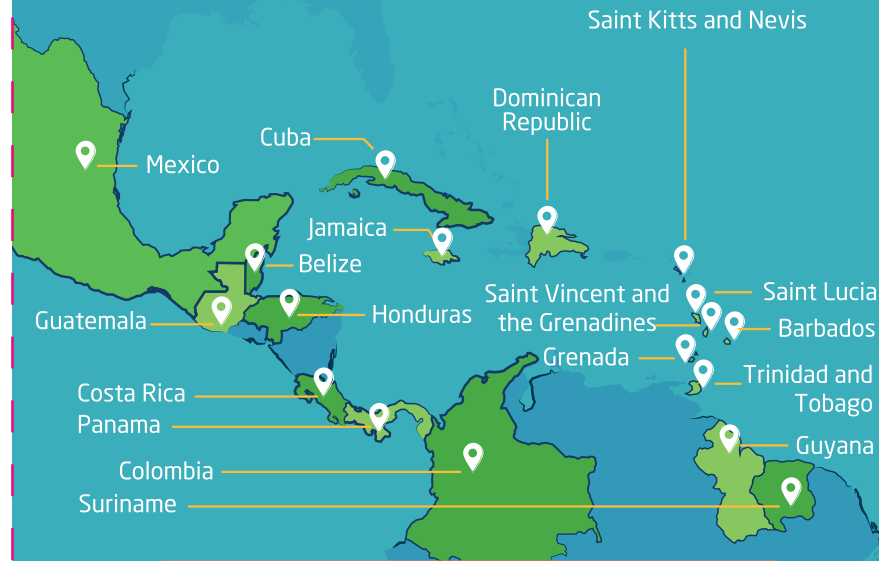 Saint Kitts and Nevis
Dominican
Republic
Cuba
Mexico
Jamaica
Belize
Saint Vincent and
the Grenadines
Saint Lucia
Guatemala
Honduras
Barbados
Grenada
Trinidad and
Tobago
Costa Rica
Panama
Guyana
Colombia
Suriname